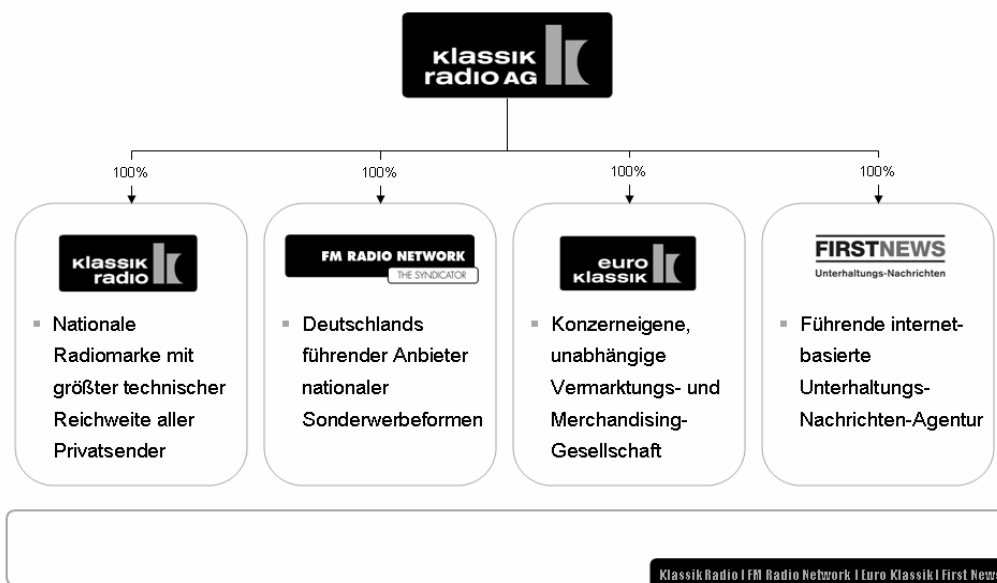 Klassik
radio AG
100%
100%
100%
100%
Klassik
radio
Nationale
Radiomarke mit
größter technischer
Reichweite aller
Privatsender
FM RADIO NETWORK
THE SYNDICATOR
Deutschlands
führender Anbieter
nationaler
Sonderwerbeformen
euro
klassik
Konzerneigene,
unabhängige
Vermarktungs- und
Merchandising-
Gesellschaft
FIRSTNEWS
Unterhaltungs-Nachrichten
Führende internet-
basierte
Unterhaltungs-
Nachrichten-Agentur
Klassik Radio I FM Radio Network I Euro Klassik I First News